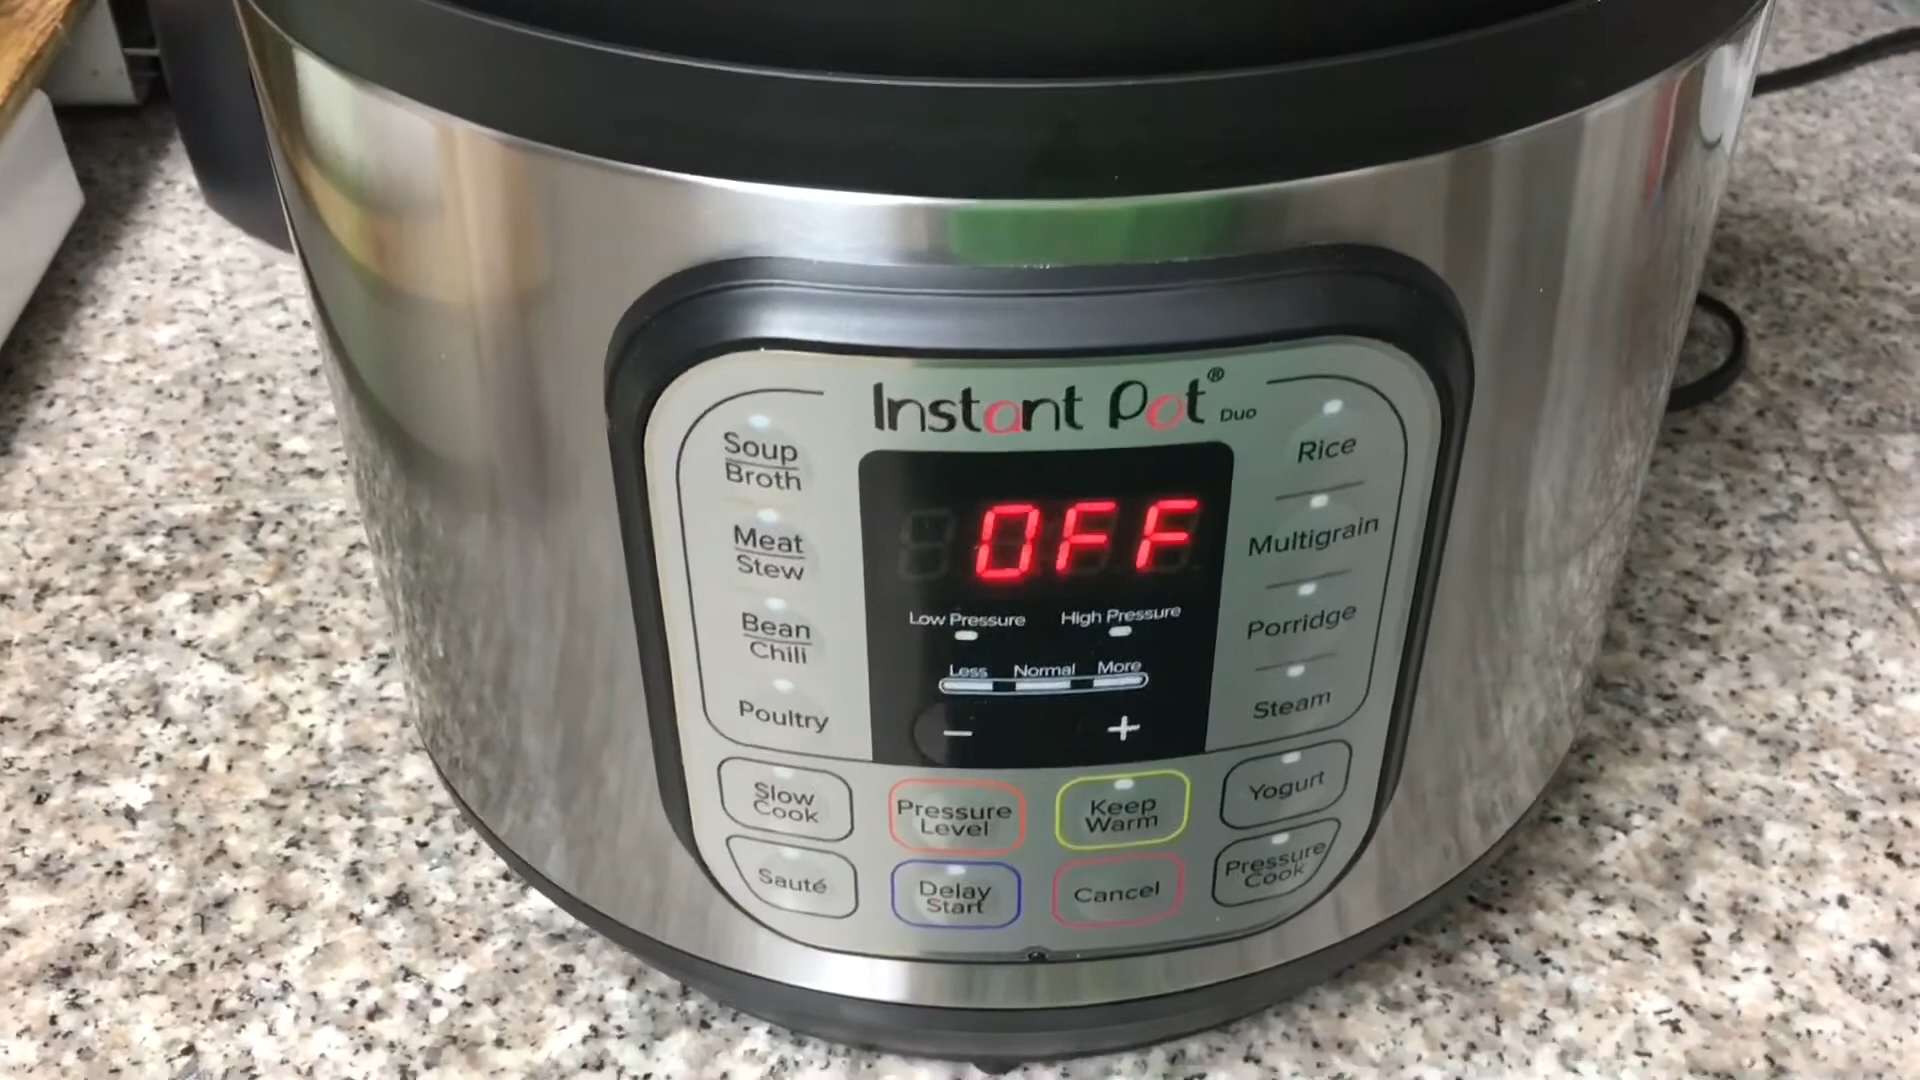 Instant Pot® Duo
Soup
Broth
Meat
Stew
Bean
Chili
Poultry
OFF
Low Pressure High Pressure
Less Normal More
− +
Rice
Multigrain
Porridge
Steam
Slow
Cook
Pressure
Level
Keep
Warm
Yogurt
Sauté
Delay
Start
Cancel
Pressure
Cook